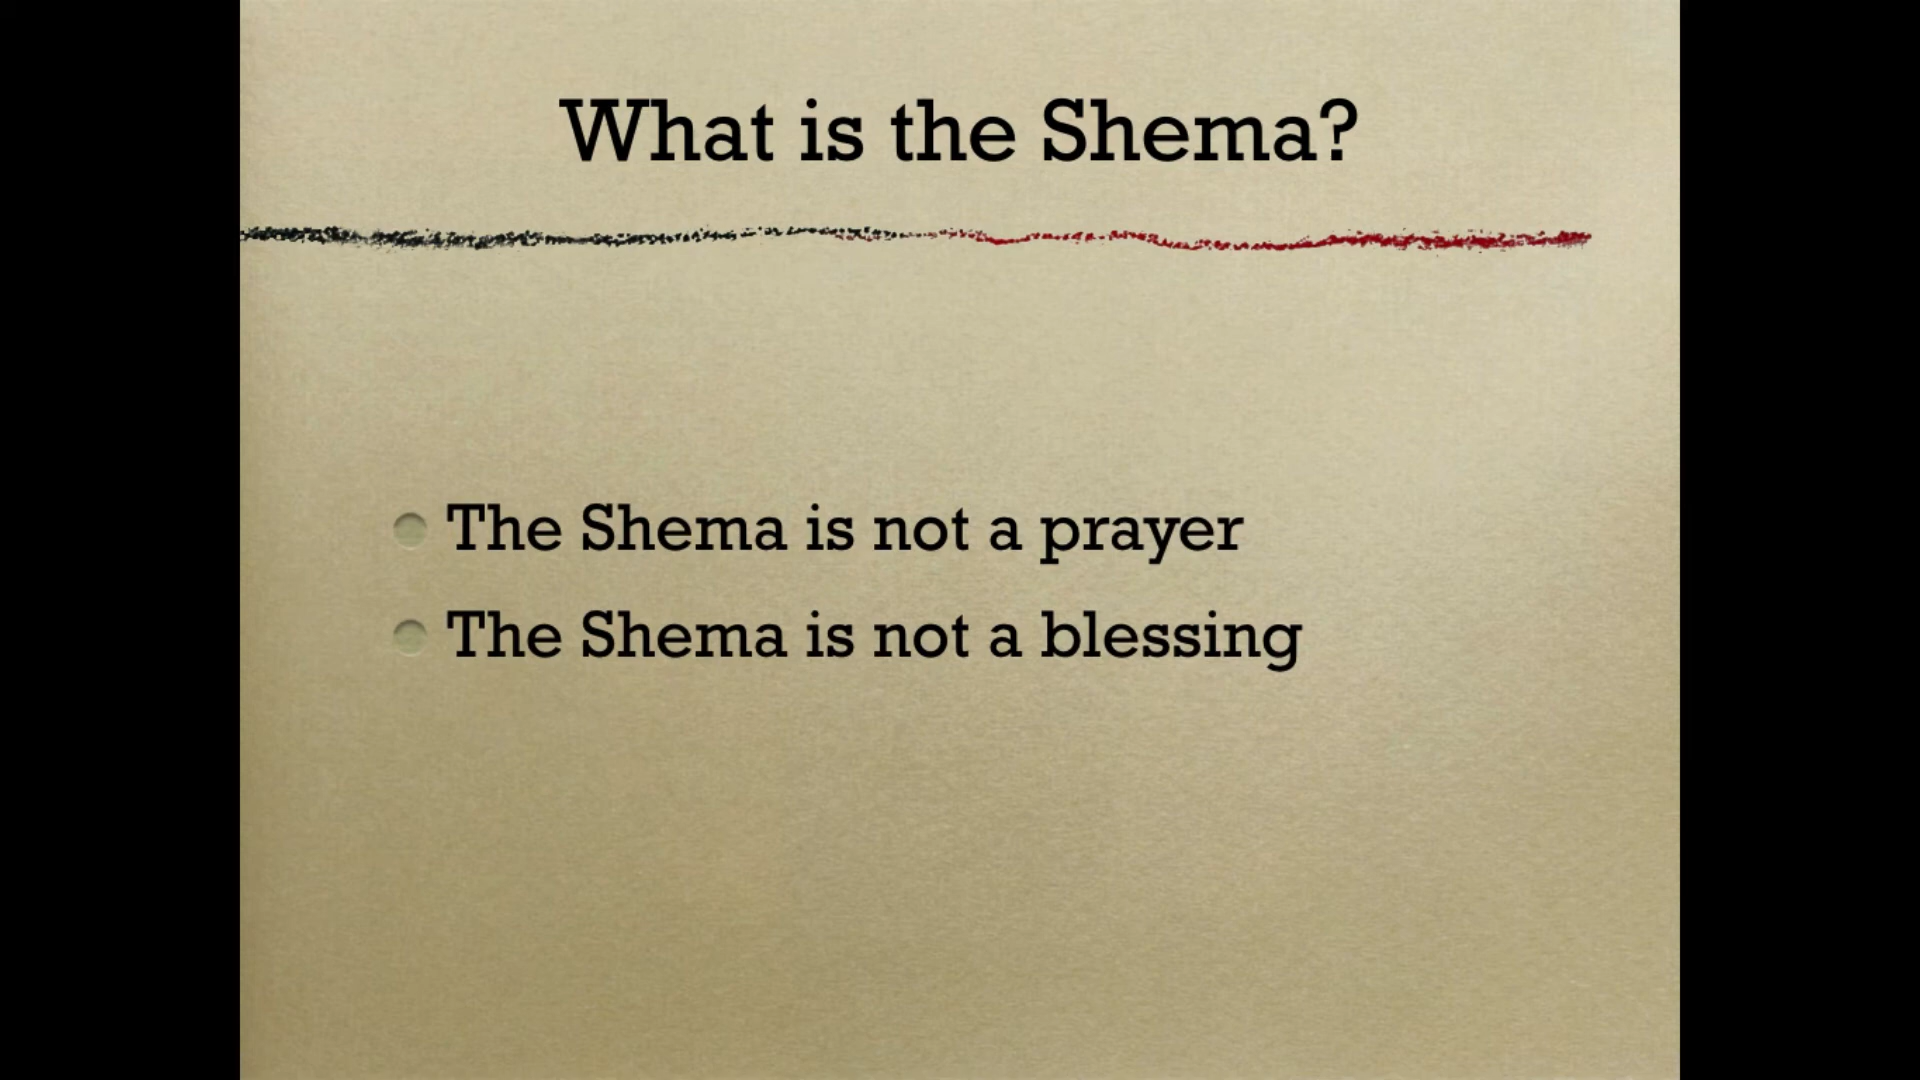 What is the Shema?
The Shema is not a prayer
The Shema is not a blessing